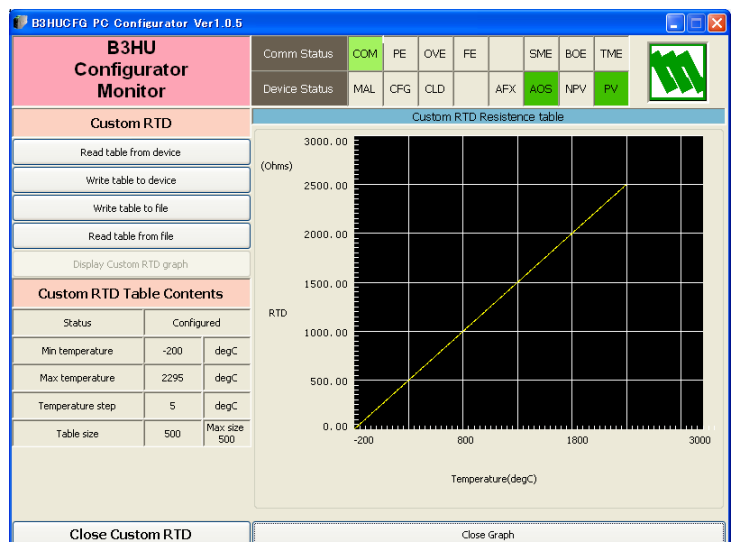 B3HUCFG PC Configurator Ver1.0.5
B3HU
Configurator
Monitor
Comm Status COM PE OVE FE SME BOE TME
Device Status MAL CFG CLD AFX AOS NPV PV
Custom RTD
Read table from device
Write table to device
Write table to file
Read table from file
Display Custom RTD graph
Custom RTD Table Contents
Status Configured
Min temperature -200 degC
Max temperature 2295 degC
Temperature step 5 degC
Table size 500 Max size 500
Close Custom RTD
Custom RTD Resistence table
3000.00
(Ohms)
2500.00
2000.00
1500.00
RTD
1000.00
500.00
0.00
-200 800 1800 3000
Temperature(degC)
Close Graph